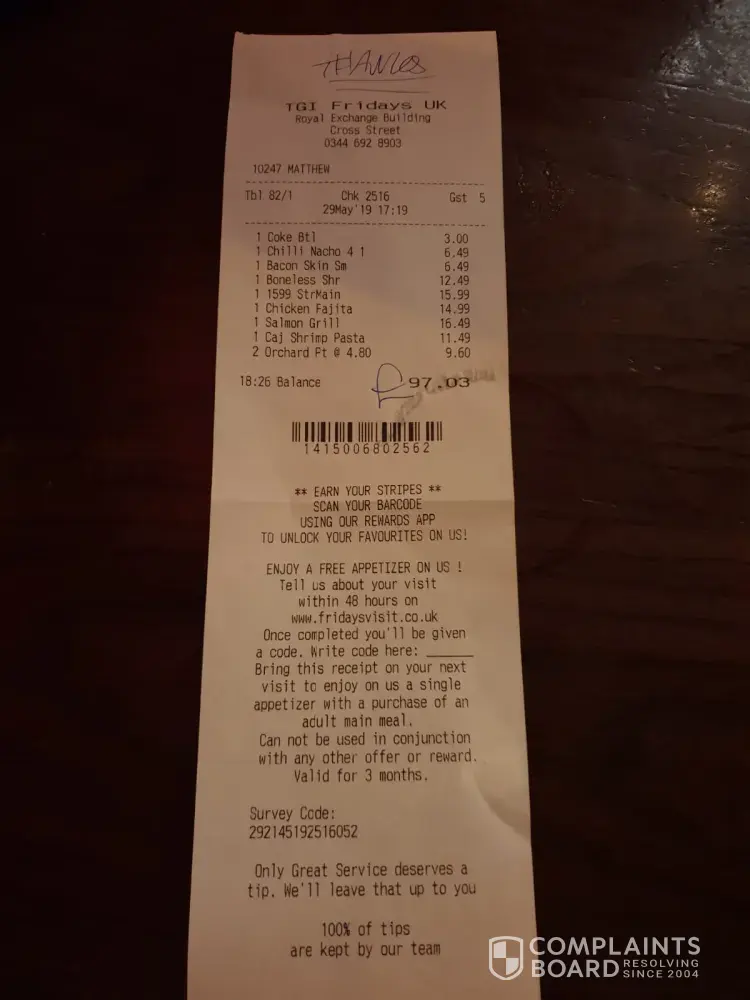 THANKS
TGI Fridays UK
Royal Exchange Building
Cross Street
0344 692 8903
10247 MATTHEW
Tbl 82/1 Chk 2516 Gst 5
29May'19 17:19
1 Coke Btl 3.00
1 Chilli Nacho 4 1 6.49
1 Bacon Skin Sm 6.49
1 Boneless Shr 12.49
1 1599 StrMain 15.99
1 Chicken Fajita 14.99
1 Salmon Grill 16.49
1 Caj Shrimp Pasta 11.49
2 Orchard Ft @ 4.80 9.60
18:26 Balance £97.03
1415006802562
** EARN YOUR STRIPES **
SCAN YOUR BARCODE
USING OUR REWARDS APP
TO UNLOCK YOUR FAVOURITES ON US!
ENJOY A FREE APPETIZER ON US !
Tell us about your visit
within 48 hours on
www.fridaysvisit.co.uk
Once completed you'll be given
a code. Write code here: ______
Bring this receipt on your next
visit to enjoy on us a single
appetizer with a purchase of an
adult main meal.
Can not be used in conjunction
with any other offer or reward.
Valid for 3 months.
Survey Code:
292145192516052
Only Great Service deserves a
tip. We'll leave that up to you
100% of tips
are kept by our team
COMPLAINTS
BOARD RESOLVING
SINCE 2004